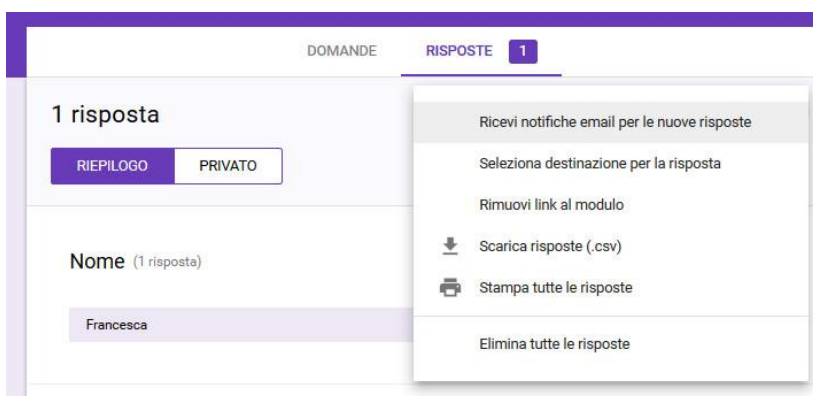 DOMANDE RISPOSTE 1
1 risposta
RIEPILOGO PRIVATO
Nome (1 risposta)
Francesca
Ricevi notifiche email per le nuove risposte
Seleziona destinazione per la risposta
Rimuovi link al modulo
Scarica risposte (.csv)
Stampa tutte le risposte
Elimina tutte le risposte